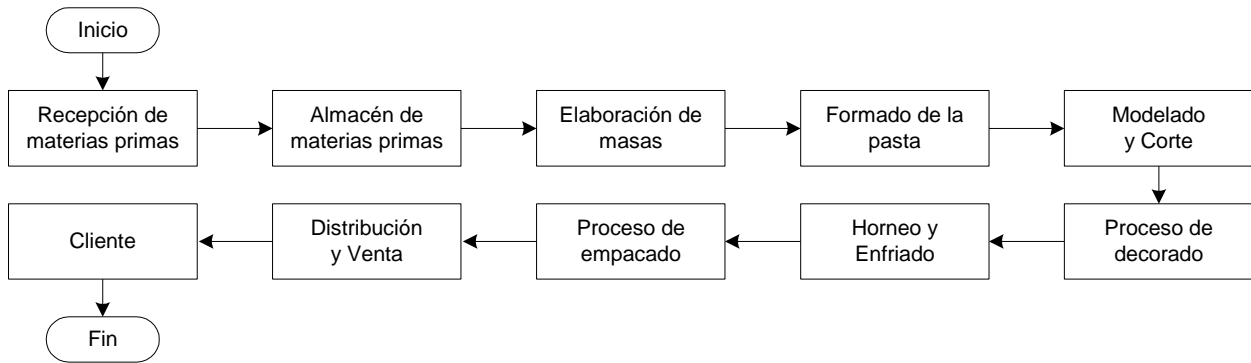 Inicio
Recepción de
materias primas
Almacén de
materias primas
Elaboración de
masas
Formado de la
pasta
Modelado
y Corte
Proceso de
decorado
Horneo y
Enfriado
Proceso de
empacado
Distribución
y Venta
Cliente
Fin